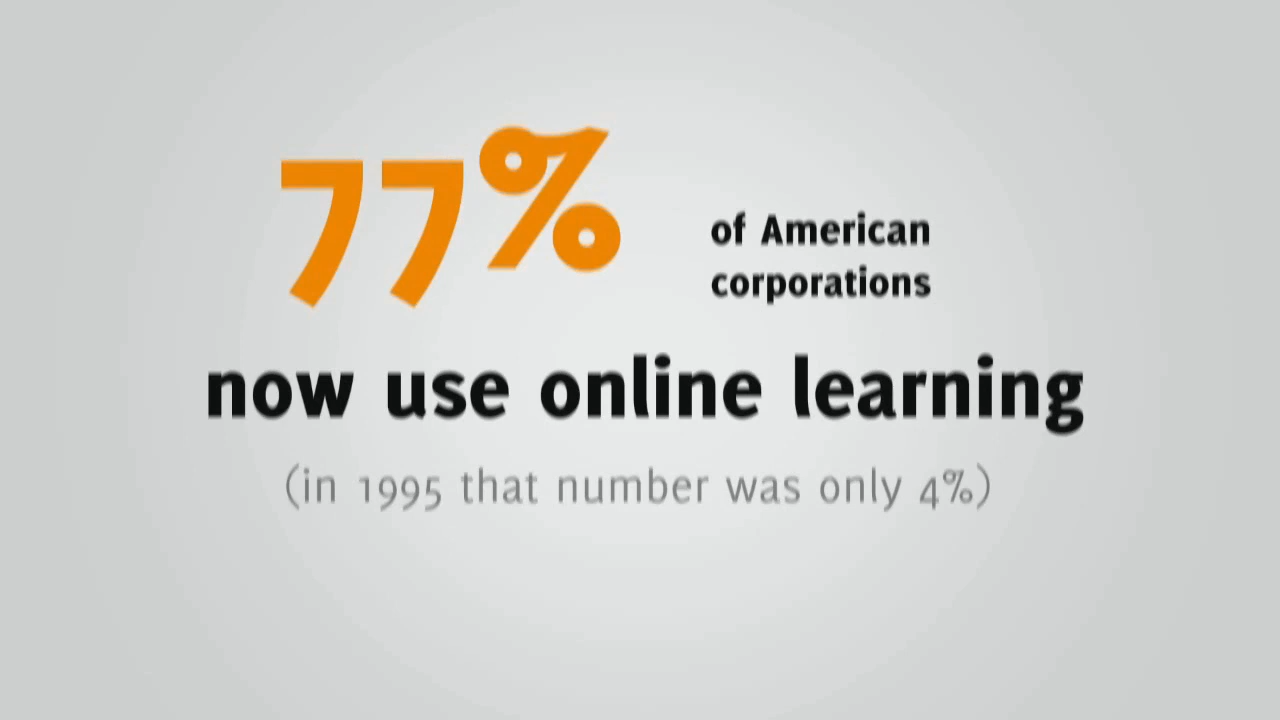 77% of American
corporations
now use online learning
(in 1995 that number was only 4%)